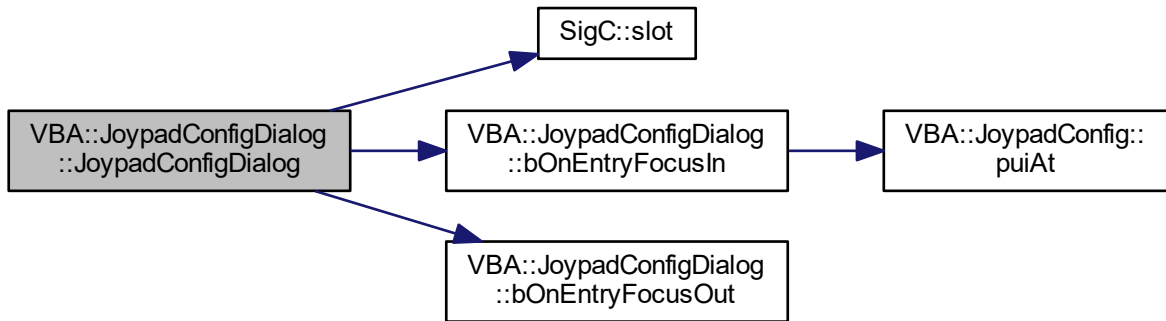 SigC::slot
VBA::JoypadConfigDialog
::JoypadConfigDialog
VBA::JoypadConfigDialog
::bOnEntryFocusIn
VBA::JoypadConfig::
puiAt
VBA::JoypadConfigDialog
::bOnEntryFocusOut